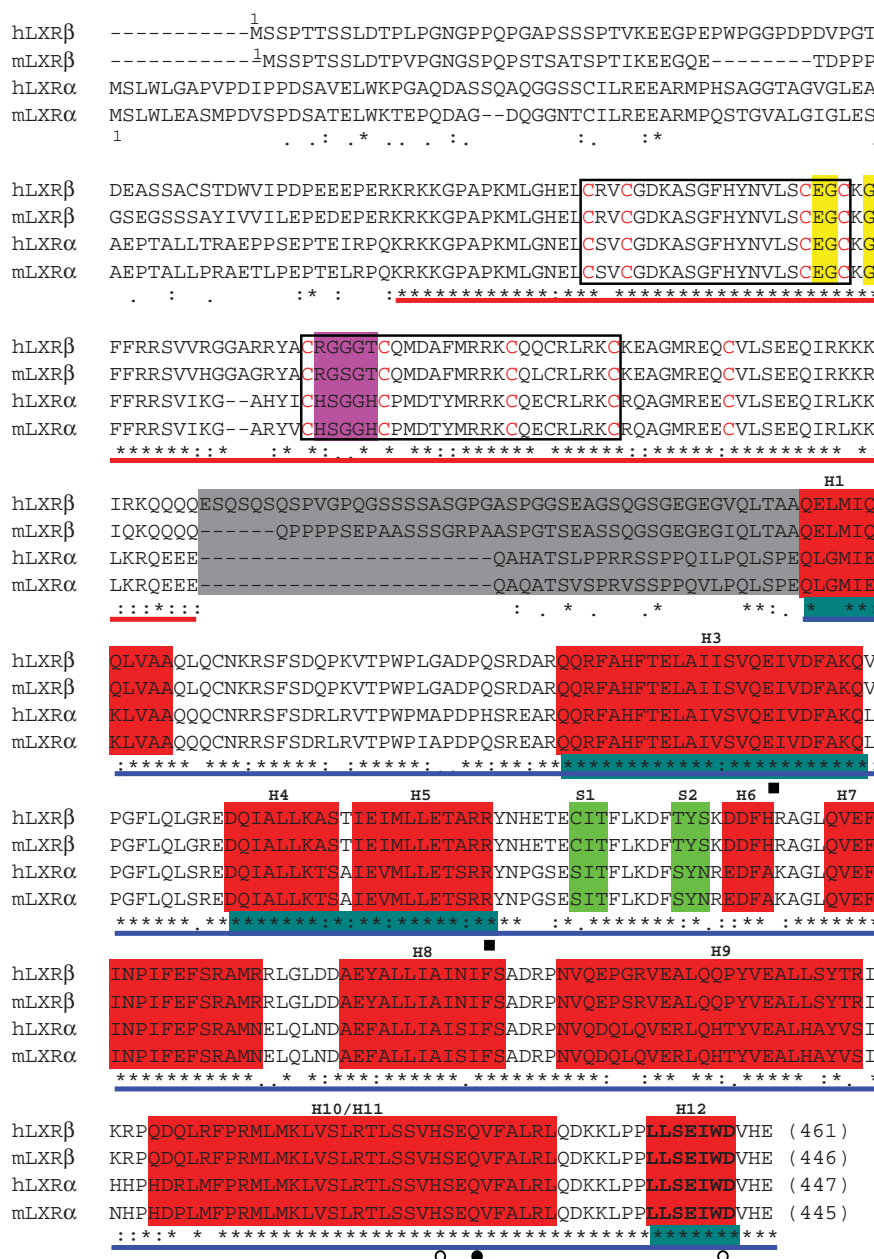 1
hLXRβ -----------MSSPTTSSLDTPLPGNGPPQPGAPSSSPTVKEEGPEPWPGGPDPDVPGT
1
mLXRβ -----------MSSPTSSLDTPVPGNGSPQPSTSATSPTIKEEGQE--------TDPPP
hLXRα MSLWLGAPVPDIPPDSAVELWKPGAQDASSQAQGGSSCILREEARMPHSAGGTAGVGLEA
mLXRα MSLWLEASMPDVSPDSATELWKTEPQDAG--DQGGNTCILREEARMPQSTGVALGIGLES
1 . .: .* . . .: :. :*
hLXRβ DEASSACSTDWVIPDPEEEPERKRKKGPAPKMLGHELCRVCGDKASGFHYNVLSCEGCKG
mLXRβ GSEGSSSAYIVVILEPEDEPERKRKKGPAPKMLGHELCRVCGDKASGFHYNVLSCEGCKG
hLXRα AEPTALLTRAEPPSEPTEIRPQKRKKGPAPKMLGNELCSVCGDKASGFHYNVLSCEGCKG
mLXRα AEPTALLPRAETLPEPTELRPQKRKKGPAPKMLGNELCSVCGDKASGFHYNVLSCEGCKG
. : . :* : :************:*** *********************
hLXRβ FFRRSVVRGGARRYACRGGGTCQMDAFMRRKCQQCRLRKCKEAGMREQCVLSEEQIRKKK
mLXRβ FFRRSVVHGGAGRYACRGSGTCQMDAFMRRKCQLCRLRKCKEAGMREQCVLSEEQIRKKR
hLXRα FFRRSVIKG--AHYICHSGGHCPMDTYMRRKCQECRLRKCRQAGMREECVLSEEQIRLKK
mLXRα FFRRSVIKG--ARYVCHSGGHCPMDTYMRRKCQECRLRKCRQAGMREECVLSEEQIRLKK
******::* :* *:..* * **::****** ******::*****:********* *:
H1
hLXRβ IRKQQQQESQSQSQSPVGPQGSSSSASGPGASPGGSEAGSQGSGEGEGVQLTAAQELMIQ
mLXRβ IQKQQQQ------QPPPPSEPAASSSGRPAASPGTSEASSQGSGEGEGIQLTAAQELMIQ
hLXRα LKRQEEE-----------------------QAHATSLPPRRSSPPQILPQLSPEQLGMIE
mLXRα LKRQEEE-----------------------QAQATSVSPRVSSPPQVLPQLSPEQLGMIE
:::*::: : . * . * **:. * **
H3
hLXRβ QLVAAQLQCNKRSFSDQPKVTPWPLGADPQSRDARQQRFAHFTELAIISVQEIVDFAKQV
mLXRβ QLVAAQLQCNKRSFSDQPKVTPWPLGADPQSRDARQQRFAHFTELAIISVQEIVDFAKQV
hLXRα KLVAAQQQCNRRSFSDRLRVTPWPMAPDPHSREARQQRFAHFTELAIVSVQEIVDFAKQL
mLXRα KLVAAQQQCNRRSFSDRLRVTPWPIAPDPQSREARQQRFAHFTELAIVSVQEIVDFAKQL
:***** ***:*****: :*****:..**:**:**************:***********:
H4 H5 S1 S2 H6 ■ H7
hLXRβ PGFLQLGREDQIALLKASTIEIMLLETARRYNHETECITFLKDFTYSKDDFHRAGLQVEF
mLXRβ PGFLQLGREDQIALLKASTIEIMLLETARRYNHETECITFLKDFTYSKDDFHRAGLQVEF
hLXRα PGFLQLSREDQIALLKTSAIEVMLLETSRRYNPGSESITFLKDFSYNREDFAKAGLQVEF
mLXRα PGFLQLSREDQIALLKTSAIEVMLLETSRRYNPGSESITFLKDFSYNREDFAKAGLQVEF
******.*********:*:**:*****:**** :*.*******:*.::** :*******
H8 ■ H9
hLXRβ INPIFEFSRAMRRLGLDDAEYALLIAINIFSADRPNVQEPGRVEALQQPYVEALLSYTRI
mLXRβ INPIFEFSRAMRRLGLDDAEYALLIAINIFSADRPNVQEPSRVEALQQPYVEALLSYTRI
hLXRα INPIFEFSRAMNELQLNDAEFALLIAISIFSADRPNVQDQLQVERLQHTYVEALHAYVSI
mLXRα INPIFEFSRAMNELQLNDAEFALLIAISIFSADRPNVQDQLQVERLQHTYVEALHAYVSI
***********..* *:***:******.**********: :** **:.***** :*. *
H10/H11 H12
hLXRβ KRPQDQLRFPRMLMKLVSLRTLSSVHSEQVFALRLQDKKLPPLLSEIWDVHE (461)
mLXRβ KRPQDQLRFPRMLMKLVSLRTLSSVHSEQVFALRLQDKKLPPLLSEIWDVHE (446)
hLXRα HHPHDRLMFPRMLMKLVSLRTLSSVHSEQVFALRLQDKKLPPLLSEIWDVHE (447)
mLXRα NHPHDPLMFPRMLMKLVSLRTLSSVHSEQVFALRLQDKKLPPLLSEIWDVHE (445)
::*:* * ********************************************